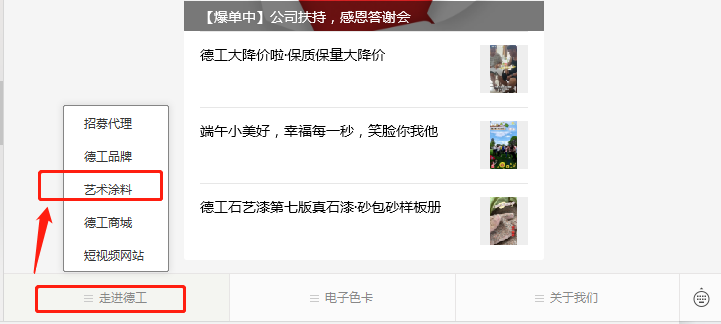 【爆单中】公司扶持，感恩答谢会
德工大降价啦·保质保量大降价
端午小美好，幸福每一秒，笑脸你我他
德工石艺漆第七版真石漆·砂包砂样板册
招募代理
德工品牌
艺术涂料
德工商城
短视频网站
走进德工
电子色卡
关于我们